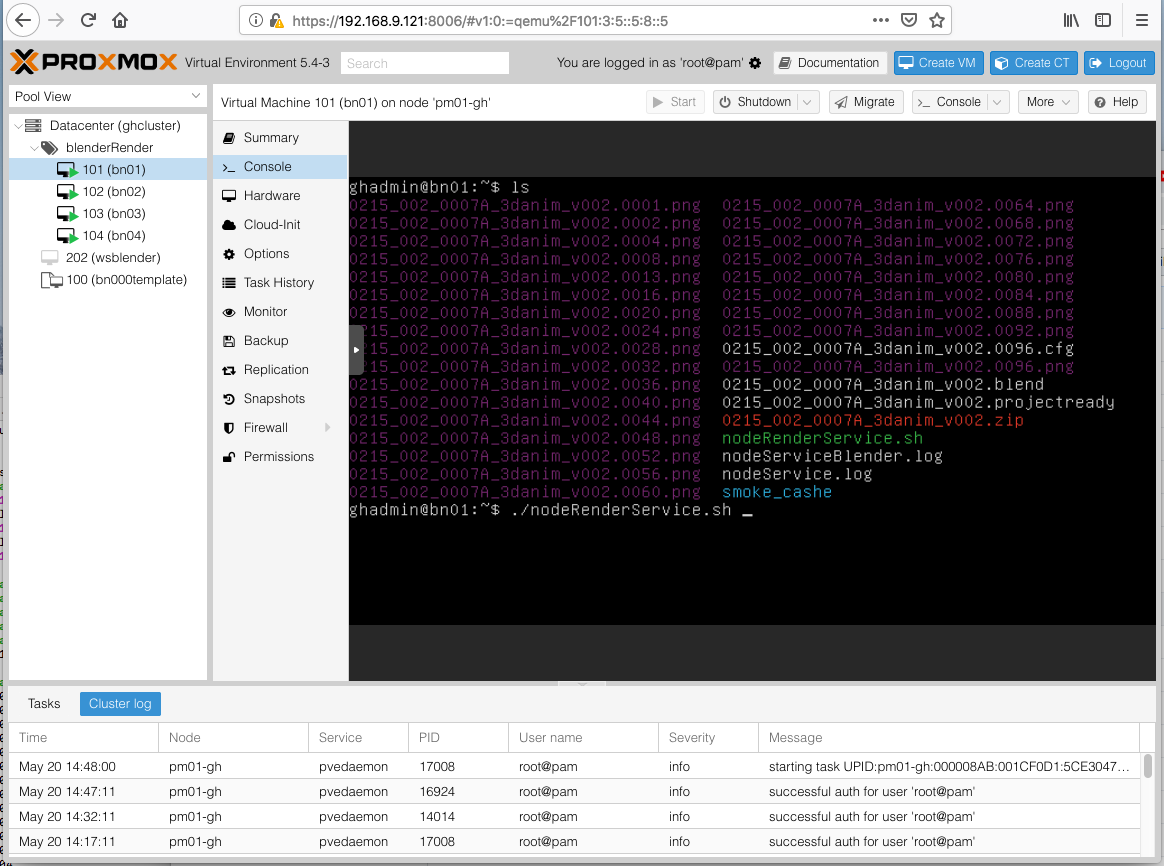 https://192.168.9.121:8006/#v1:0:=qemu%2F101:3:5::5:8::5
PROXMOX Virtual Environment 5.4-3 Search You are logged in as 'root@pam' Documentation Create VM Create CT Logout
Pool View
Virtual Machine 101 (bn01) on node 'pm01-gh' Start Shutdown Migrate >_ Console More Help
Datacenter (ghcluster)
blenderRender
101 (bn01)
102 (bn02)
103 (bn03)
104 (bn04)
202 (wsblender)
100 (bn000template)
Summary
>_ Console
Hardware
Cloud-Init
Options
Task History
Monitor
Backup
Replication
Snapshots
Firewall
Permissions
ghadmin@bn01:~$ ls
0215_002_0007A_3danim_v002.0001.png 0215_002_0007A_3danim_v002.0064.png
0215_002_0007A_3danim_v002.0002.png 0215_002_0007A_3danim_v002.0068.png
0215_002_0007A_3danim_v002.0004.png 0215_002_0007A_3danim_v002.0072.png
0215_002_0007A_3danim_v002.0008.png 0215_002_0007A_3danim_v002.0076.png
0215_002_0007A_3danim_v002.0013.png 0215_002_0007A_3danim_v002.0080.png
0215_002_0007A_3danim_v002.0016.png 0215_002_0007A_3danim_v002.0084.png
0215_002_0007A_3danim_v002.0020.png 0215_002_0007A_3danim_v002.0088.png
0215_002_0007A_3danim_v002.0024.png 0215_002_0007A_3danim_v002.0092.png
215_002_0007A_3danim_v002.0028.png 0215_002_0007A_3danim_v002.0096.cfg
215_002_0007A_3danim_v002.0032.png 0215_002_0007A_3danim_v002.0096.png
215_002_0007A_3danim_v002.0036.png 0215_002_0007A_3danim_v002.blend
0215_002_0007A_3danim_v002.0040.png 0215_002_0007A_3danim_v002.projectready
0215_002_0007A_3danim_v002.0044.png 0215_002_0007A_3danim_v002.zip
0215_002_0007A_3danim_v002.0048.png nodeRenderService.sh
0215_002_0007A_3danim_v002.0052.png nodeServiceBlender.log
0215_002_0007A_3danim_v002.0056.png nodeService.log
0215_002_0007A_3danim_v002.0060.png smoke_cashe
ghadmin@bn01:~$ ./nodeRenderService.sh _
Tasks Cluster log
Time Node Service PID User name Severity Message
May 20 14:48:00 pm01-gh pvedaemon 17008 root@pam info starting task UPID:pm01-gh:000008AB:001CF0D1:5CE3047...
May 20 14:47:11 pm01-gh pvedaemon 16924 root@pam info successful auth for user 'root@pam'
May 20 14:32:11 pm01-gh pvedaemon 14014 root@pam info successful auth for user 'root@pam'
May 20 14:17:11 pm01-gh pvedaemon 17008 root@pam info successful auth for user 'root@pam'